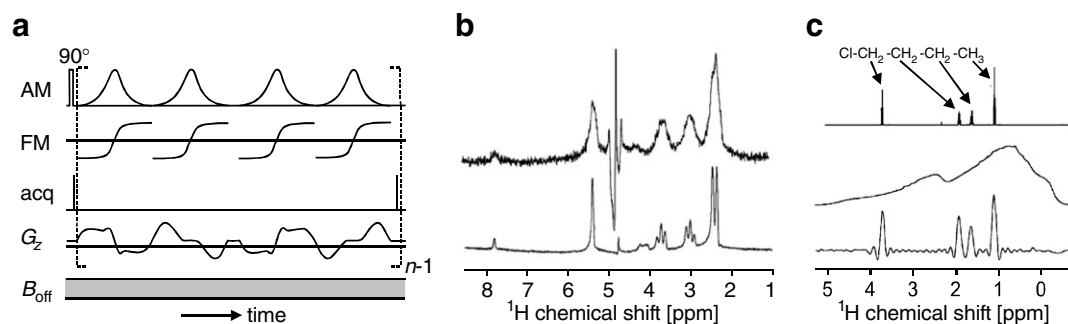 a
90°
AM
FM
acq
Gz
n-1
Boff
time
b
8 7 6 5 4 3 2 1
1H chemical shift [ppm]
c
Cl-CH2 -CH2 -CH2 -CH3
5 4 3 2 1 0
1H chemical shift [ppm]